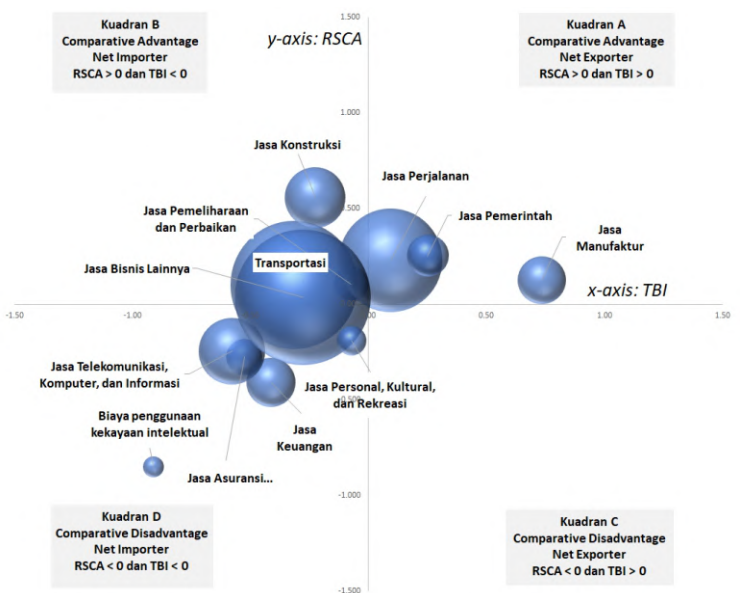 Kuadran B
Comparative Advantage
Net Importer
RSCA > 0 dan TBI < 0
1.500
y-axis: RSCA
Kuadran A
Comparative Advantage
Net Exporter
RSCA > 0 dan TBI > 0
1.000
Jasa Konstruksi
Jasa Perjalanan
.500
Jasa Pemeliharaan
dan Perbaikan
Jasa Pemerintah
Jasa
Manufaktur
Transportasi
Jasa Bisnis Lainnya
x-axis: TBI
-1.50
-1.00
.00
0.50
1.00
1.50
Jasa Telekomunikasi,
Komputer, dan Informasi
Jasa Personal, Kultural,
dan Rekreasi
.500
Biaya penggunaan
kekayaan intelektual
Jasa
Keuangan
Jasa Asuransi...
-1.000
Kuadran D
Comparative Disadvantage
Net Importer
RSCA < 0 dan TBI < 0
Kuadran C
Comparative Disadvantage
Net Exporter
RSCA < 0 dan TBI > 0
-1.500